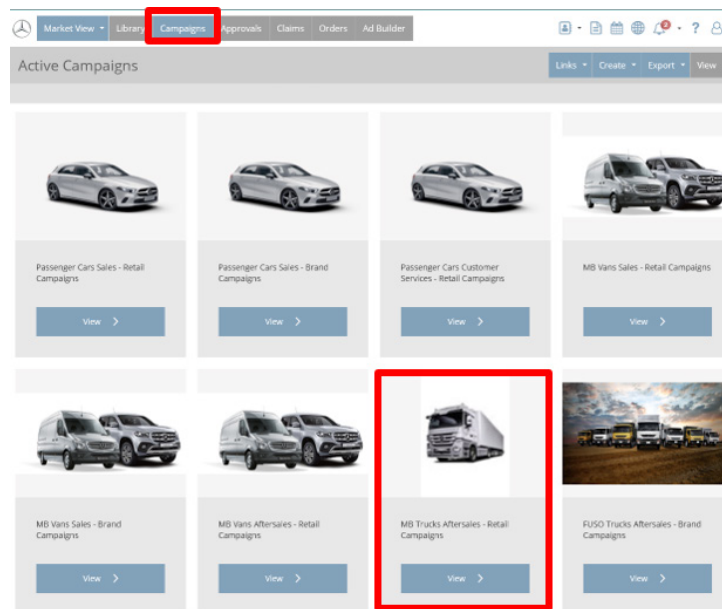 Market View Library Campaigns Approvals Claims Orders Ad Builder 2 ?
Active Campaigns Links Create Export View
Passenger Cars Sales - Retail
Campaigns
View
Passenger Cars Sales - Brand
Campaigns
View
Passenger Cars Customer
Services - Retail Campaigns
View
MB Vans Sales - Retail Campaigns
View
MB Vans Sales - Brand
Campaigns
View
MB Vans Aftersales - Retail
Campaigns
View
MB Trucks Aftersales - Retail
Campaigns
View
FUSO Trucks Aftersales - Brand
Campaigns
View